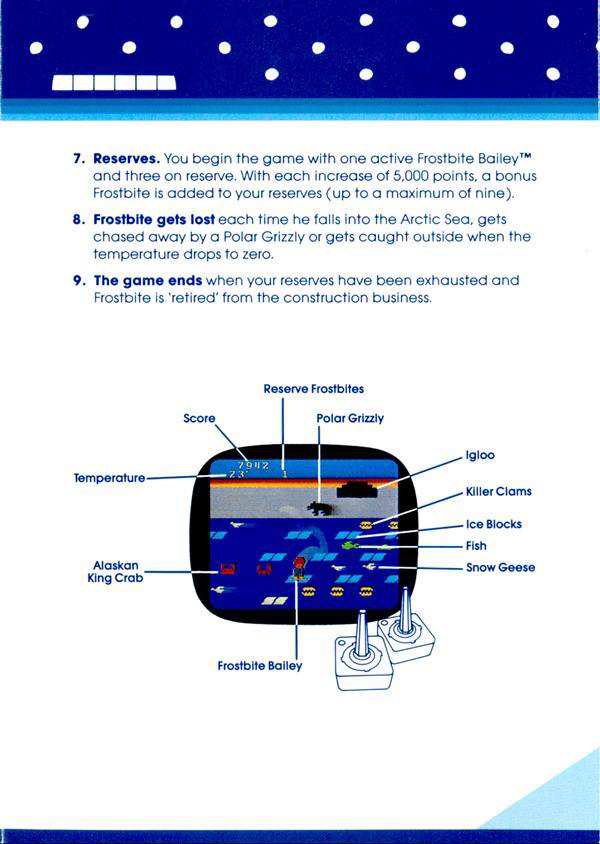 7. Reserves. You begin the game with one active Frostbite Bailey™
and three on reserve. With each increase of 5,000 points, a bonus
Frostbite is added to your reserves (up to a maximum of nine).
8. Frostbite gets lost each time he falls into the Arctic Sea, gets
chased away by a Polar Grizzly or gets caught outside when the
temperature drops to zero.
9. The game ends when your reserves have been exhausted and
Frostbite is 'retired' from the construction business.
Reserve Frostbites
Score
Polar Grizzly
Igloo
7942
Temperature
23°
1
Killer Clams
Ice Blocks
Fish
Alaskan
King Crab
Snow Geese
Frostbite Bailey